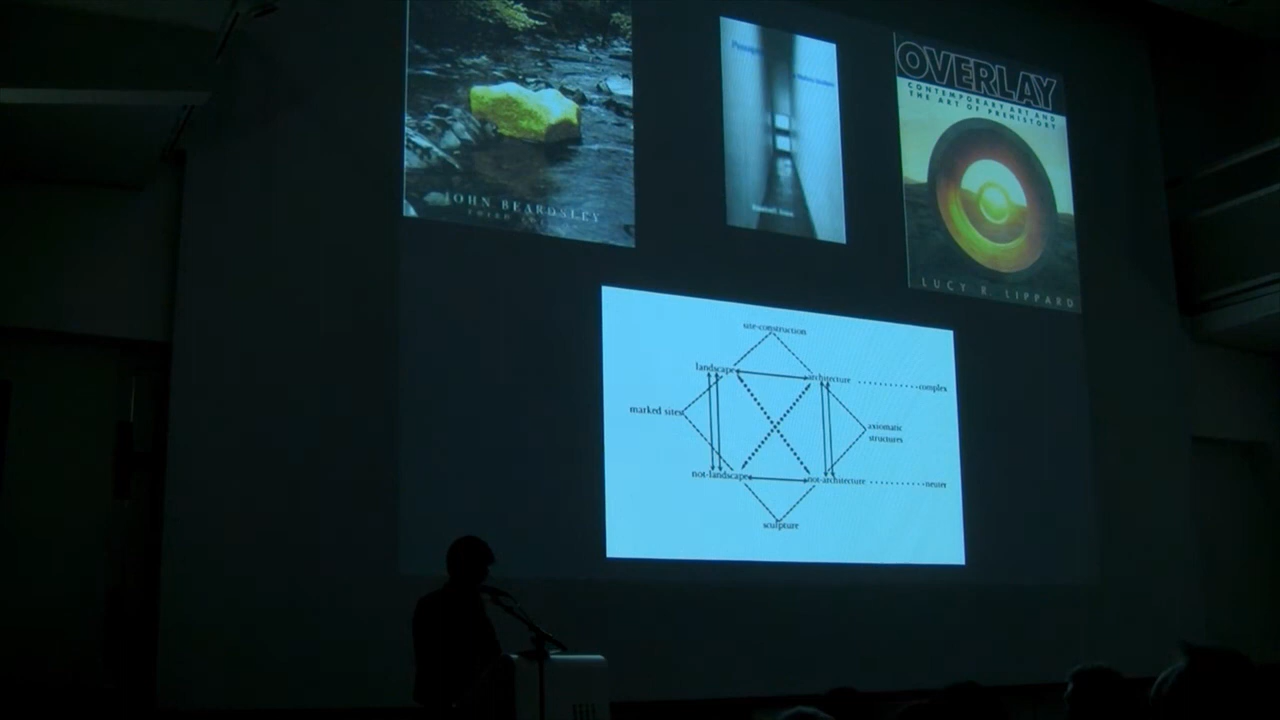 JOHN BEARDSLEY
OVERLAY
CONTEMPORARY ART AND
THE ART OF PREHISTORY
LUCY R. LIPPARD
site-construction
landscape
architecture
complex
marked sites
axiomatic
structures
not-landscape
not-architecture
neuter
sculpture